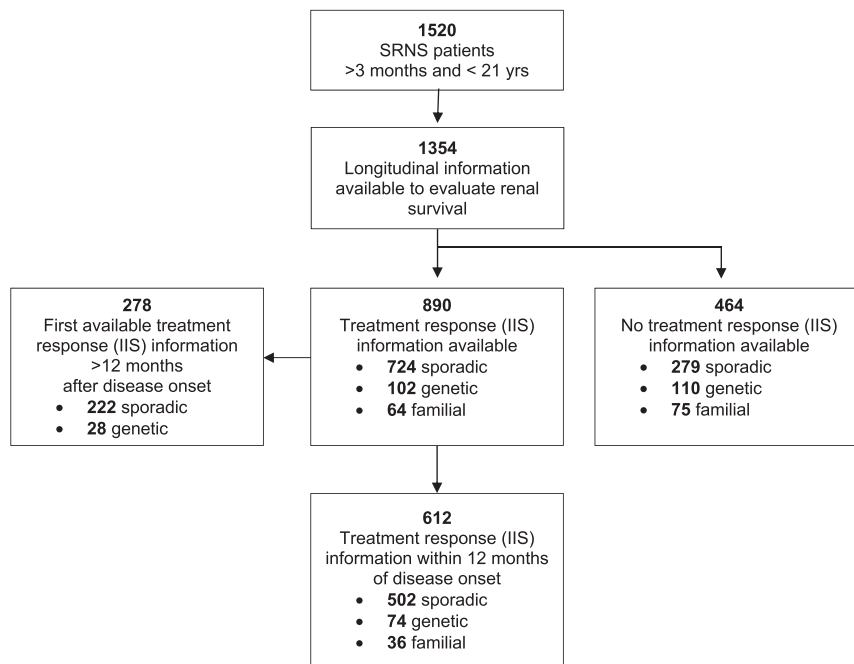 1520
SRNS patients
>3 months and < 21 yrs
1354
Longitudinal information
available to evaluate renal
survival
278
First available treatment
response (IIS) information
>12 months
after disease onset
• 222 sporadic
• 28 genetic
890
Treatment response (IIS)
information available
• 724 sporadic
• 102 genetic
• 64 familial
464
No treatment response (IIS)
information available
• 279 sporadic
• 110 genetic
• 75 familial
612
Treatment response (IIS)
information within 12 months
of disease onset
• 502 sporadic
• 74 genetic
• 36 familial